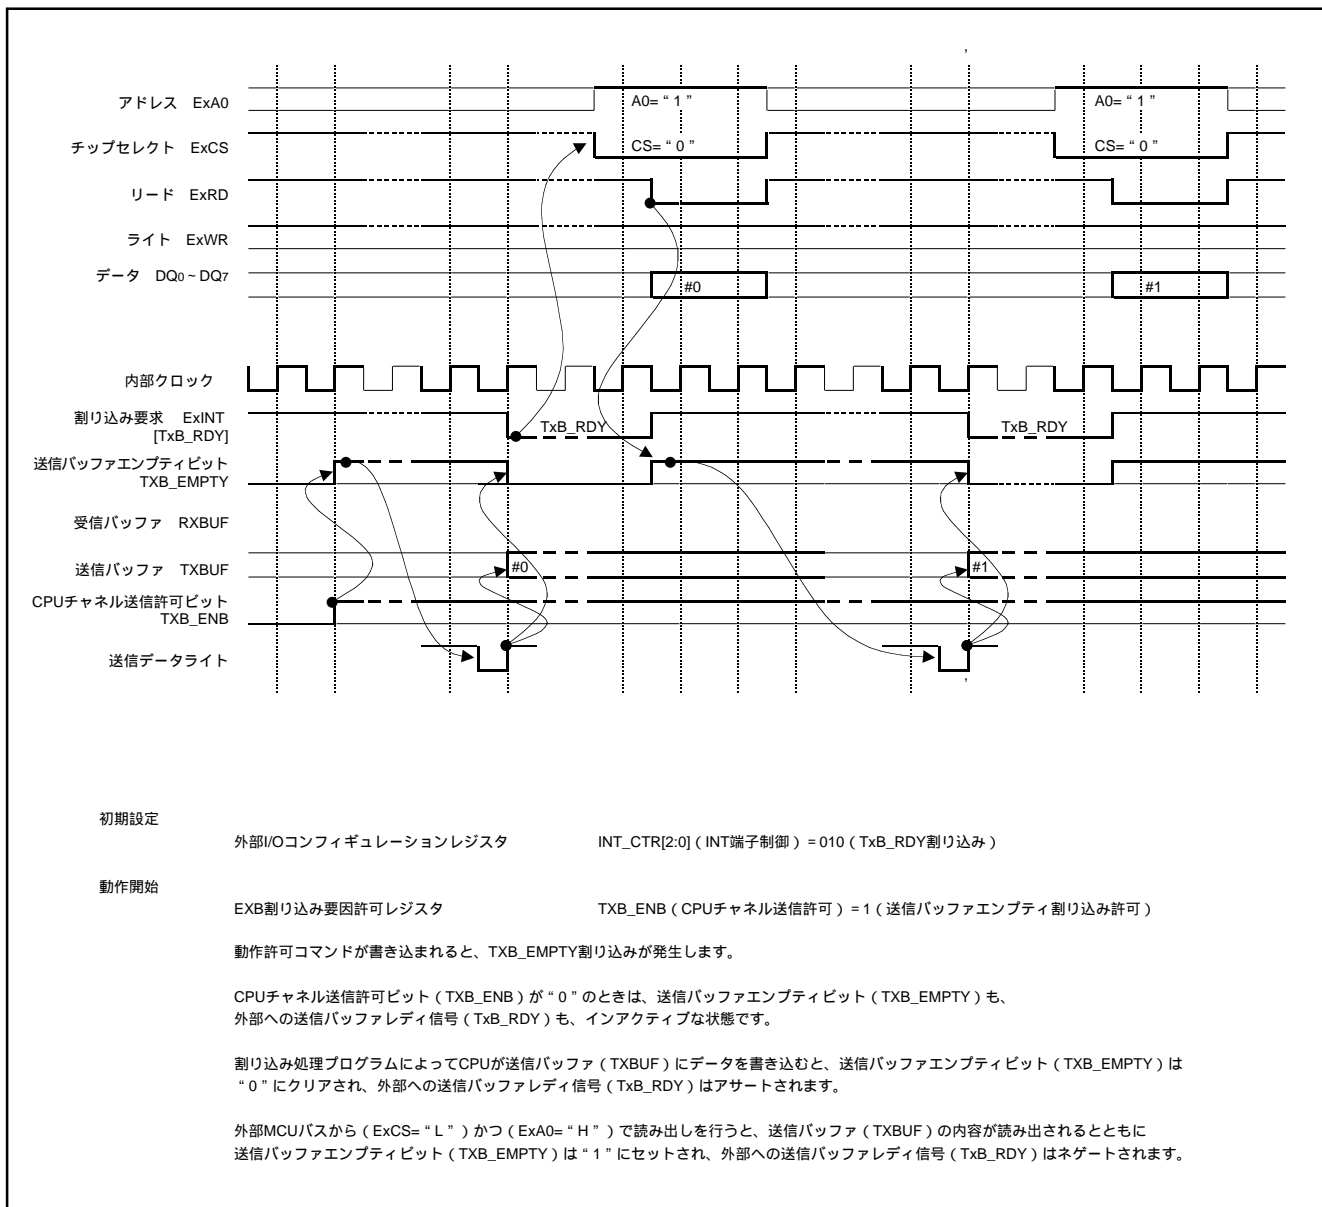 アドレス ExA0
A0= “ 1 ”
A0= “ 1 ”
チップセレクト ExCS
CS= “ 0 ”
CS= “ 0 ”
リード ExRD
ライト ExWR
データ DQ0 ~ DQ7
#0
#1
内部クロック
割り込み要求 ExINT
[TxB_RDY]
TxB_RDY
TxB_RDY
送信バッファエンプティビット
TXB_EMPTY
受信バッファ RXBUF
送信バッファ TXBUF
#0
#1
CPUチャネル送信許可ビット
TXB_ENB
送信データライト
初期設定
外部I/Oコンフィギュレーションレジスタ INT_CTR[2:0] ( INT端子制御 ) = 010 ( TxB_RDY割り込み )
動作開始
EXB割り込み要因許可レジスタ TXB_ENB ( CPUチャネル送信許可 ) = 1 ( 送信バッファエンプティ割り込み許可 )
動作許可コマンドが書き込まれると、TXB_EMPTY割り込みが発生します。
CPUチャネル送信許可ビット ( TXB_ENB ) が “ 0 ” のときは、送信バッファエンプティビット ( TXB_EMPTY ) も、
外部への送信バッファレディ信号 ( TxB_RDY ) も、インアクティブな状態です。
割り込み処理プログラムによってCPUが送信バッファ ( TXBUF ) にデータを書き込むと、送信バッファエンプティビット ( TXB_EMPTY ) は
“ 0 ” にクリアされ、外部への送信バッファレディ信号 ( TxB_RDY ) はアサートされます。
外部MCUバスから ( ExCS= “ L ” ) かつ ( ExA0= “ H ” ) で読み出しを行うと、送信バッファ ( TXBUF ) の内容が読み出されるとともに
送信バッファエンプティビット ( TXB_EMPTY ) は “ 1 ” にセットされ、外部への送信バッファレディ信号 ( TxB_RDY ) はネゲートされます。